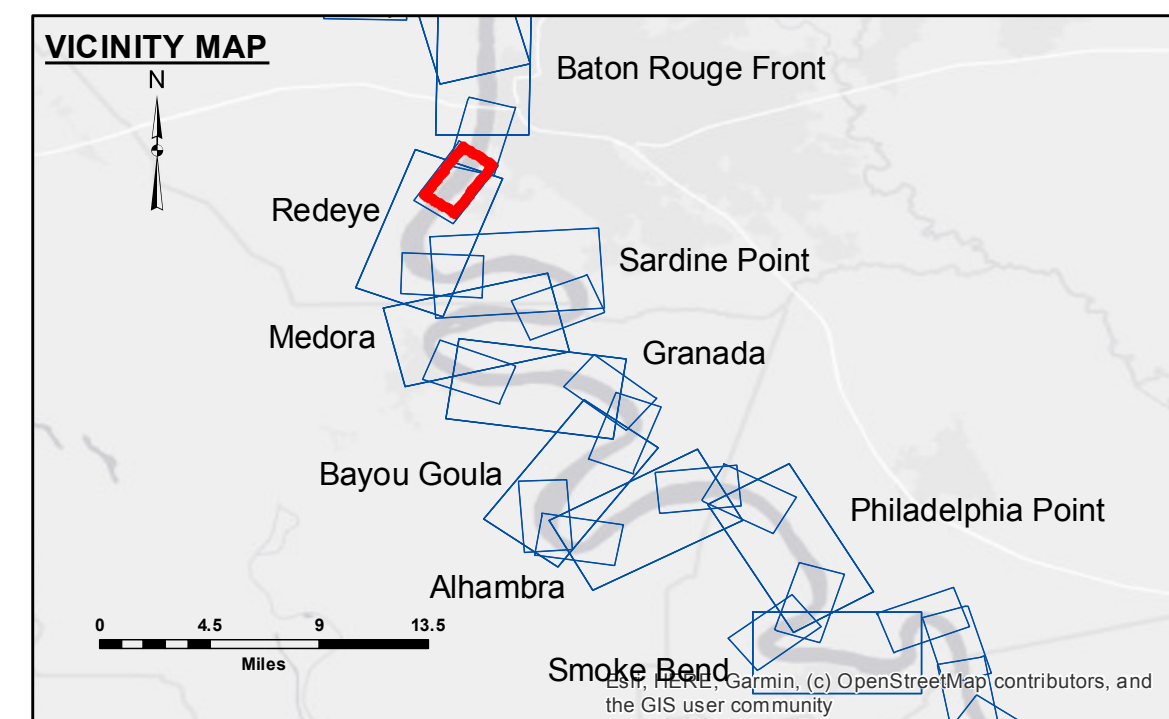 VICINITY MAP
N
Baton Rouge Front
Redeye
Sardine Point
Medora
Granada
Bayou Goula
Philadelphia Point
Alhambra
0 4.5 9 13.5
Miles
Smoke Bend
Esri, HERE, Garmin, (c) OpenStreetMap contributors, and
the GIS user community